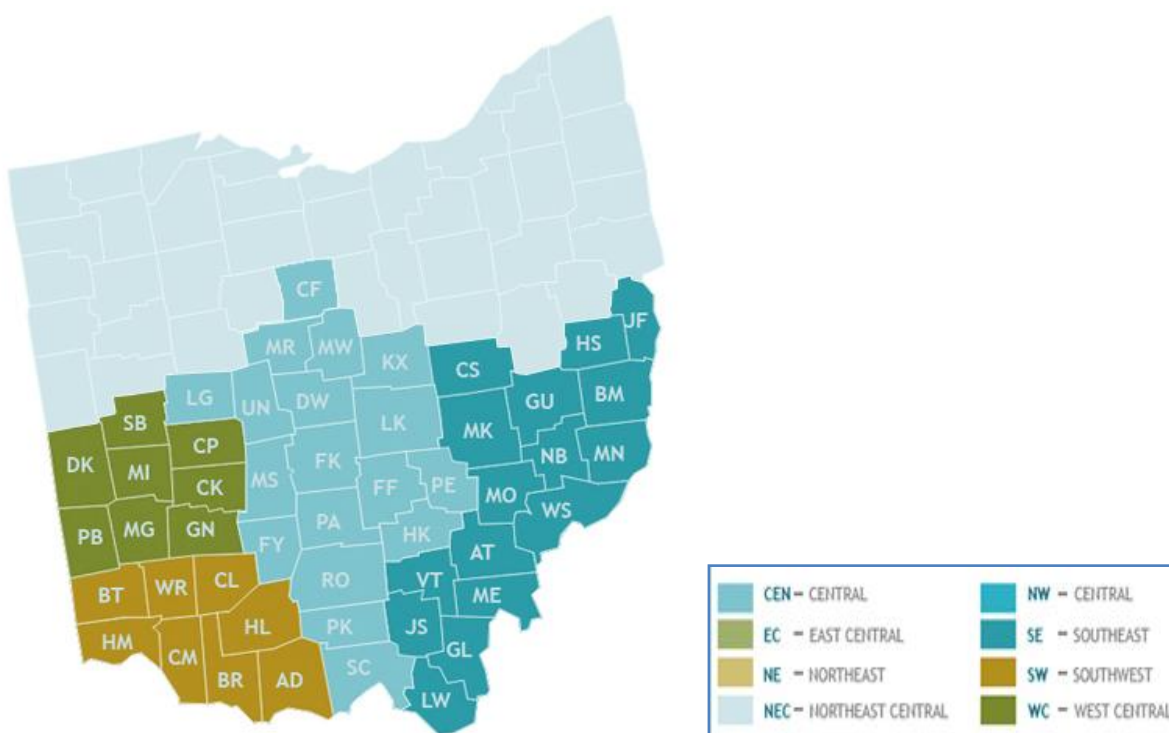 CF
JF
MR
MW
HS
KX
CS
LG
UN
DW
GU
BM
SB
LK
MK
CP
DK
MI
FK
NB
MN
CK
MS
FF
PE
MO
WS
PB
MG
GN
PA
HK
FY
AT
BT
WR
CL
RO
VT
ME
HM
HL
PK
JS
CM
SC
GL
BR
AD
LW
CEN – CENTRAL
EC – EAST CENTRAL
NE – NORTHEAST
NEC – NORTHEAST CENTRAL
NW – CENTRAL
SE – SOUTHEAST
SW – SOUTHWEST
WC – WEST CENTRAL